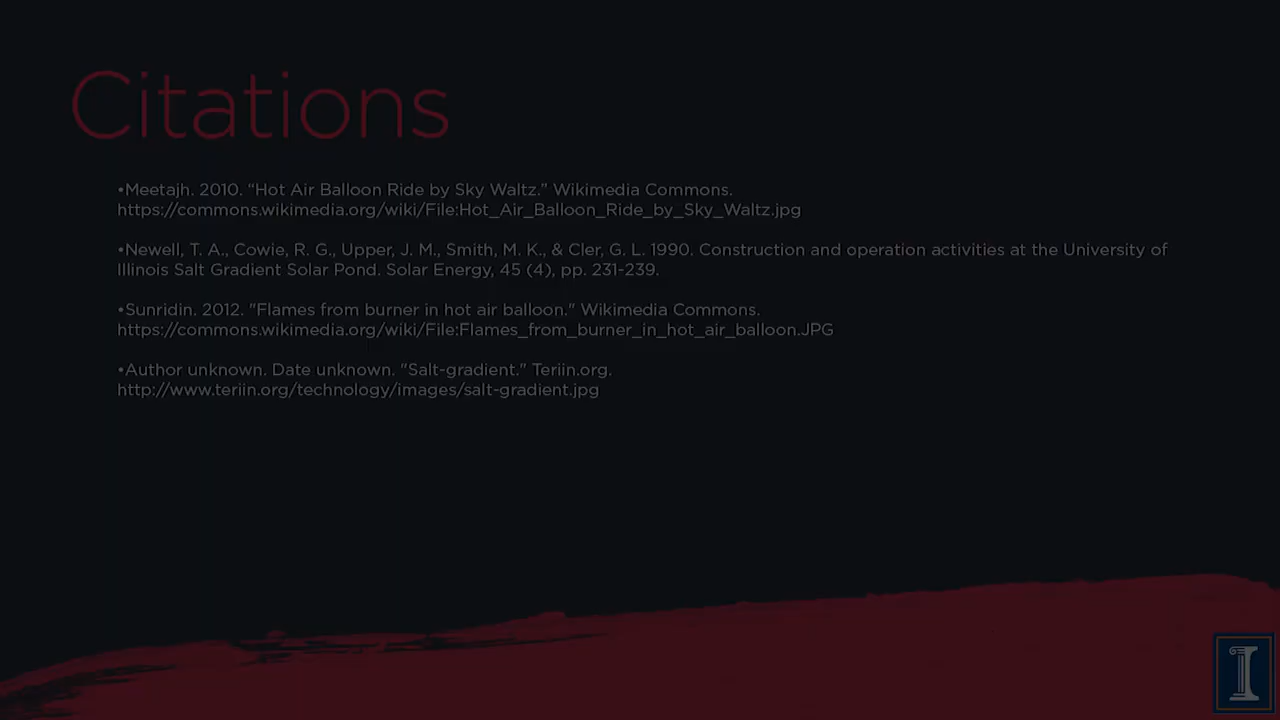 Citations
•Meetajh. 2010. “Hot Air Balloon Ride by Sky Waltz.” Wikimedia Commons.
https://commons.wikimedia.org/wiki/File:Hot_Air_Balloon_Ride_by_Sky_Waltz.jpg
•Newell, T. A., Cowie, R. G., Upper, J. M., Smith, M. K., & Cler, G. L. 1990. Construction and operation activities at the University of
Illinois Salt Gradient Solar Pond. Solar Energy, 45 (4), pp. 231-239.
•Sunridin. 2012. "Flames from burner in hot air balloon." Wikimedia Commons.
https://commons.wikimedia.org/wiki/File:Flames_from_burner_in_hot_air_balloon.JPG
•Author unknown. Date unknown. "Salt-gradient." Teriin.org.
http://www.teriin.org/technology/images/salt-gradient.jpg
I